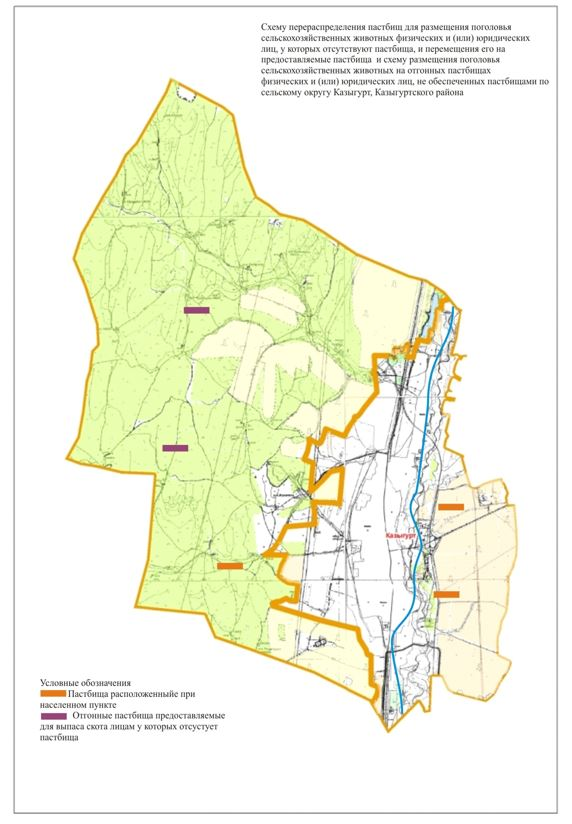 Схему перераспределения пастбищ для размещения поголовья
сельскохозяйственных животных физических и (или) юридических
лиц, у которых отсутствуют пастбища, и перемещения его на
предоставляемые пастбища и схему размещения поголовья
сельскохозяйственных животных на отгонных пастбищах
физических и (или) юридических лиц, не обеспеченных пастбищами по
сельскому округу Казыгурт, Казыгуртского района
Казыгурт
Условные обозначения
Пастбища расположенныйе при
населенном пункте
Отгонные пастбища предоставляемые
для выпаса скота лицам у которых отсустует
пастбища